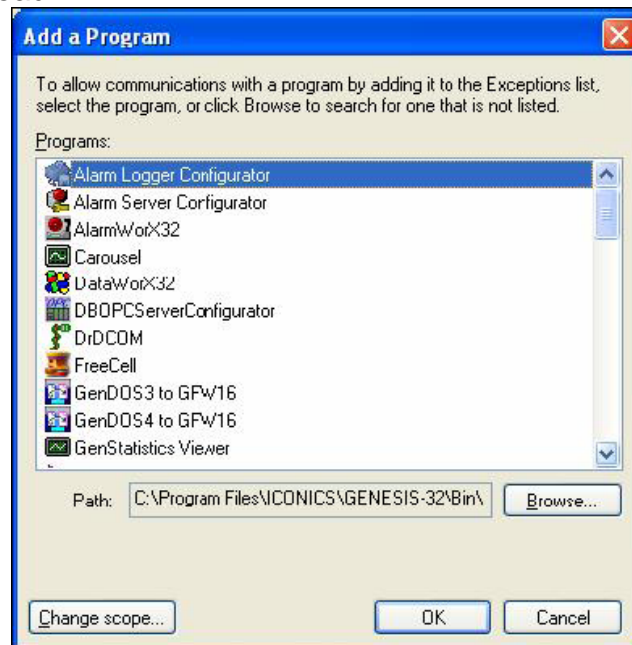 Add a Program
To allow communications with a program by adding it to the Exceptions list,
select the program, or click Browse to search for one that is not listed.
Programs:
Alarm Logger Configurator
Alarm Server Configurator
AlarmWorX32
Carousel
DataWorX32
DBOPCServerConfigurator
DrDCOM
FreeCell
GenDOS3 to GFW16
GenDOS4 to GFW16
GenStatistics Viewer
Path: C:\Program Files\ICONICS\GENESIS-32\Bin\ Browse...
Change scope... OK Cancel